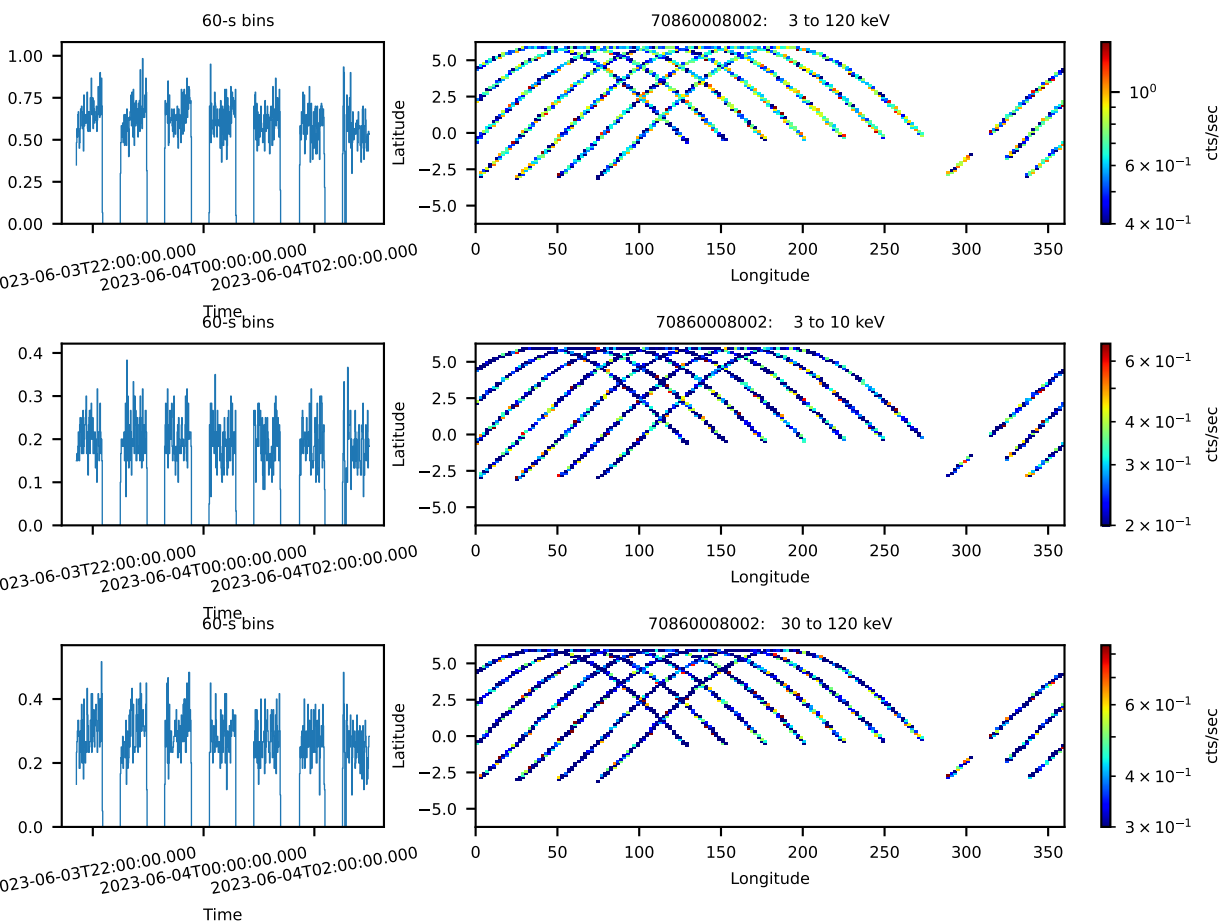 60-s bins
70860008002:    3 to 120 keV
1.00
0.75
0.50
0.25
0.00
023-06-03T22:00:00.000
2023-06-04T00:00:00.000
2023-06-04T02:00:00.000
Time
Latitude
5.0
2.5
0.0
−2.5
−5.0
0 50 100 150 200 250 300 350
Longitude
10⁰
6 × 10⁻¹
4 × 10⁻¹
cts/sec
60-s bins
70860008002:    3 to 10 keV
0.4
0.3
0.2
0.1
0.0
023-06-03T22:00:00.000
2023-06-04T00:00:00.000
2023-06-04T02:00:00.000
Time
Latitude
5.0
2.5
0.0
−2.5
−5.0
0 50 100 150 200 250 300 350
Longitude
6 × 10⁻¹
4 × 10⁻¹
3 × 10⁻¹
2 × 10⁻¹
cts/sec
60-s bins
70860008002:   30 to 120 keV
0.4
0.2
0.0
023-06-03T22:00:00.000
2023-06-04T00:00:00.000
2023-06-04T02:00:00.000
Time
Latitude
5.0
2.5
0.0
−2.5
−5.0
0 50 100 150 200 250 300 350
Longitude
6 × 10⁻¹
4 × 10⁻¹
3 × 10⁻¹
cts/sec